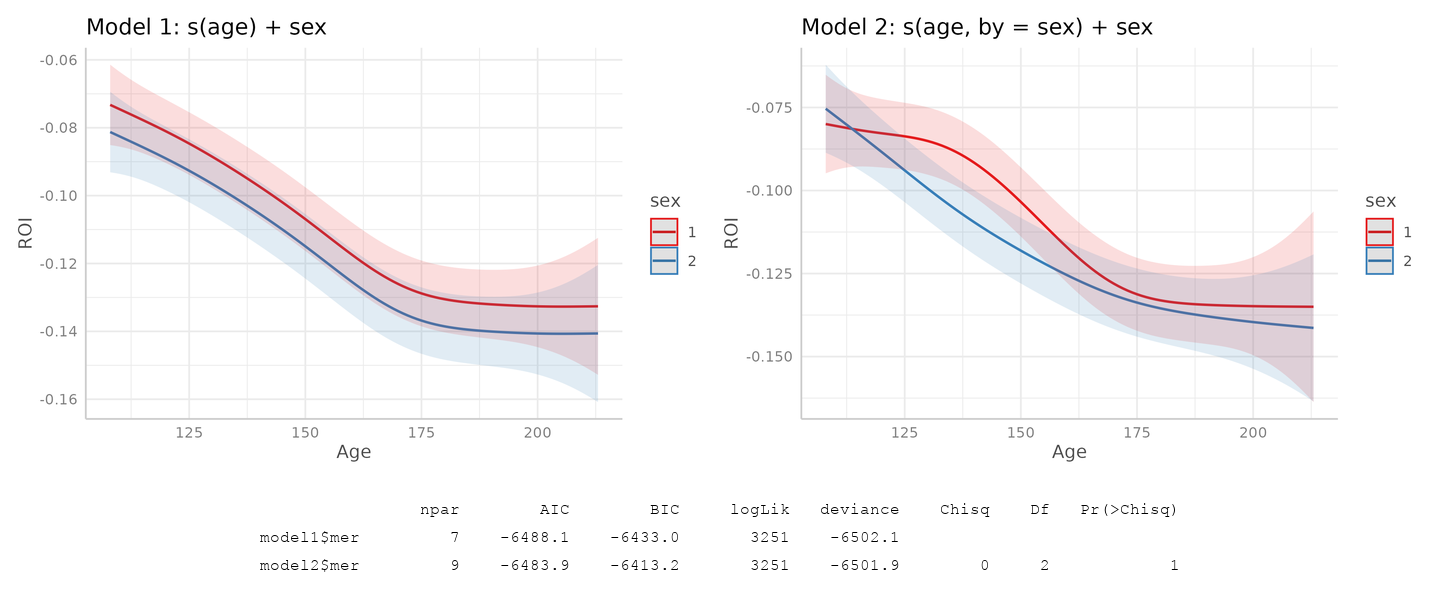 Model 1: s(age) + sex
-0.06
-0.08
-0.10
-0.12
-0.14
-0.16
ROI
125 150 175 200
Age
sex
1
2
Model 2: s(age, by = sex) + sex
-0.075
-0.100
-0.125
-0.150
ROI
125 150 175 200
Age
sex
1
2
npar AIC BIC logLik deviance Chisq Df Pr(>Chisq)
model1$mer 7 -6488.1 -6433.0 3251 -6502.1
model2$mer 9 -6483.9 -6413.2 3251 -6501.9 0 2 1